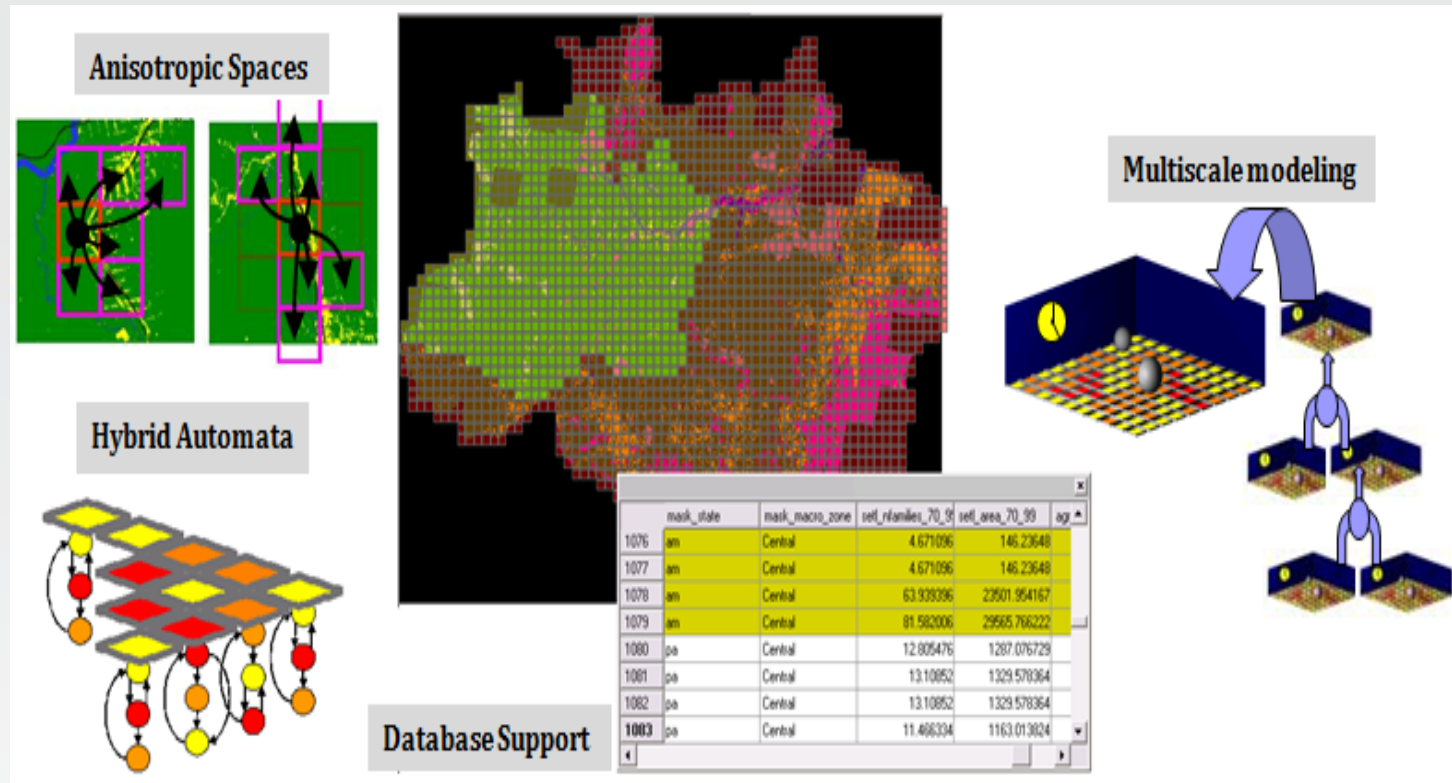 Anisotropic Spaces
Multiscale modeling
Hybrid Automata
mask_state mask_macro_zone setl_nfamilies_70_9 setl_area_70_99
1076 am Central 4.671096 146.23648
1077 am Central 4.671096 146.23648
1078 am Central 63.939396 23501.954167
1079 am Central 81.582006 29565.766222
1080 pa Central 12.805476 1287.076729
1081 pa Central 13.10852 1329.578364
1082 pa Central 13.10852 1329.578364
1083 pa Central 11.466334 1163.013824
Database Support